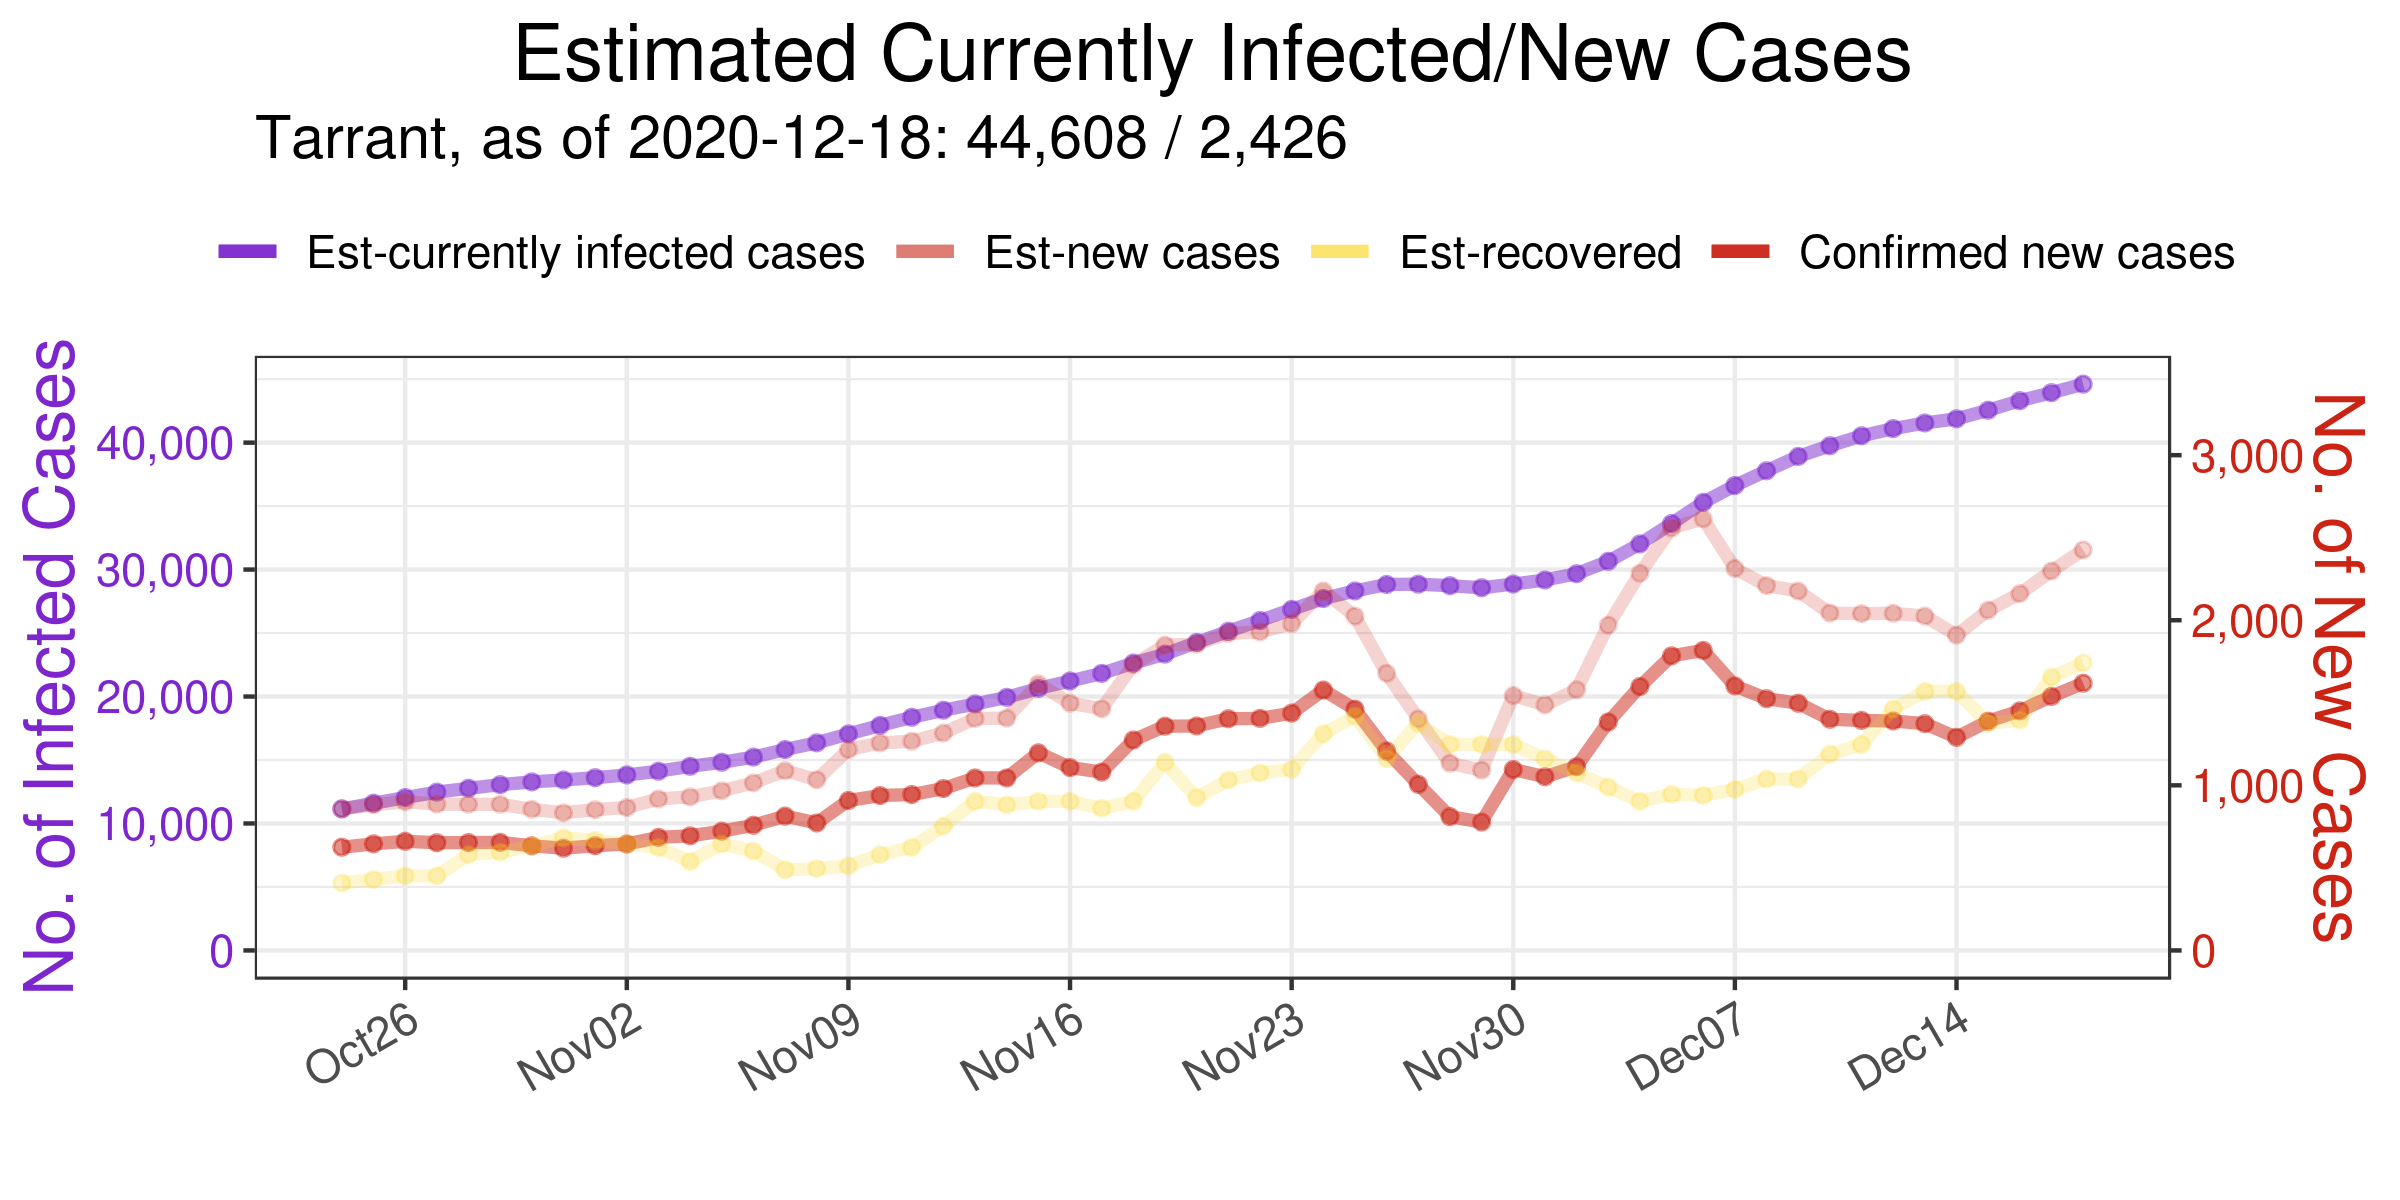 Estimated Currently Infected/New Cases
Tarrant, as of 2020-12-18: 44,608 / 2,426
Est-currently infected cases Est-new cases Est-recovered Confirmed new cases
No. of Infected Cases
40,000
30,000
20,000
10,000
0
3,000
2,000
1,000
0
No. of New Cases
Oct26 Nov02 Nov09 Nov16 Nov23 Nov30 Dec07 Dec14